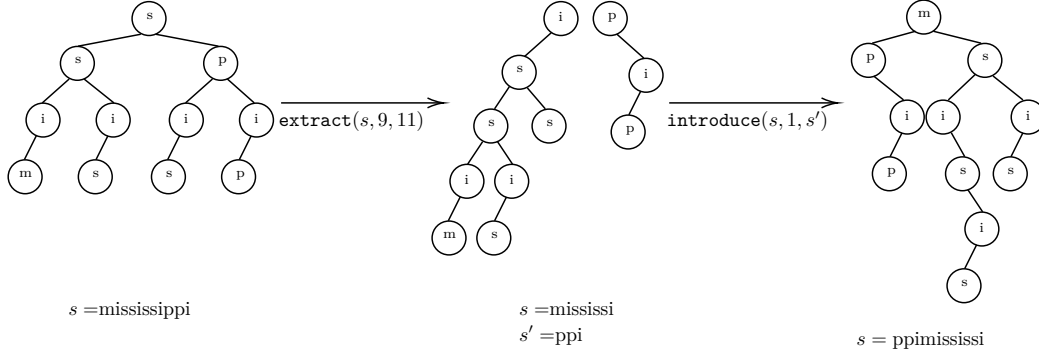 s i p m
s p s p i s
i i i i s s i i i i
extract(s, 9, 11) introduce(s, 1, s′)
m s s p i i p s s
m s i
s
s =mississippi s =mississi
s′ =ppi s = ppimississi